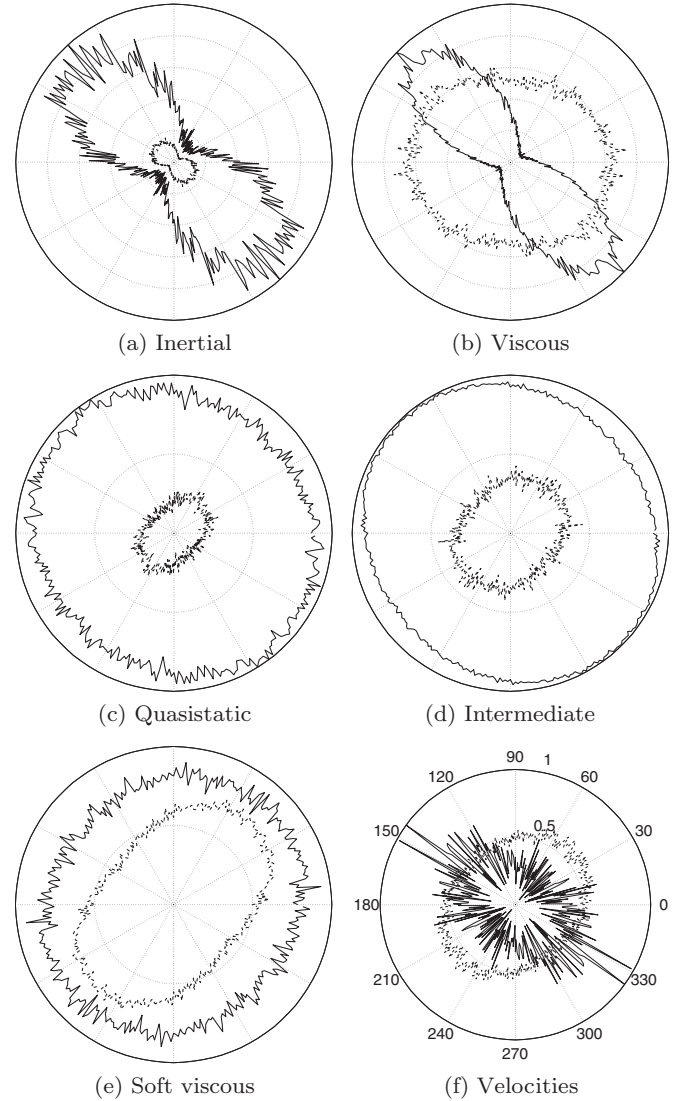 (a) Inertial
(b) Viscous
(c) Quasistatic
(d) Intermediate
90
1
120
60
150
0.5
30
180
0
210
330
240
300
270
(e) Soft viscous
(f) Velocities